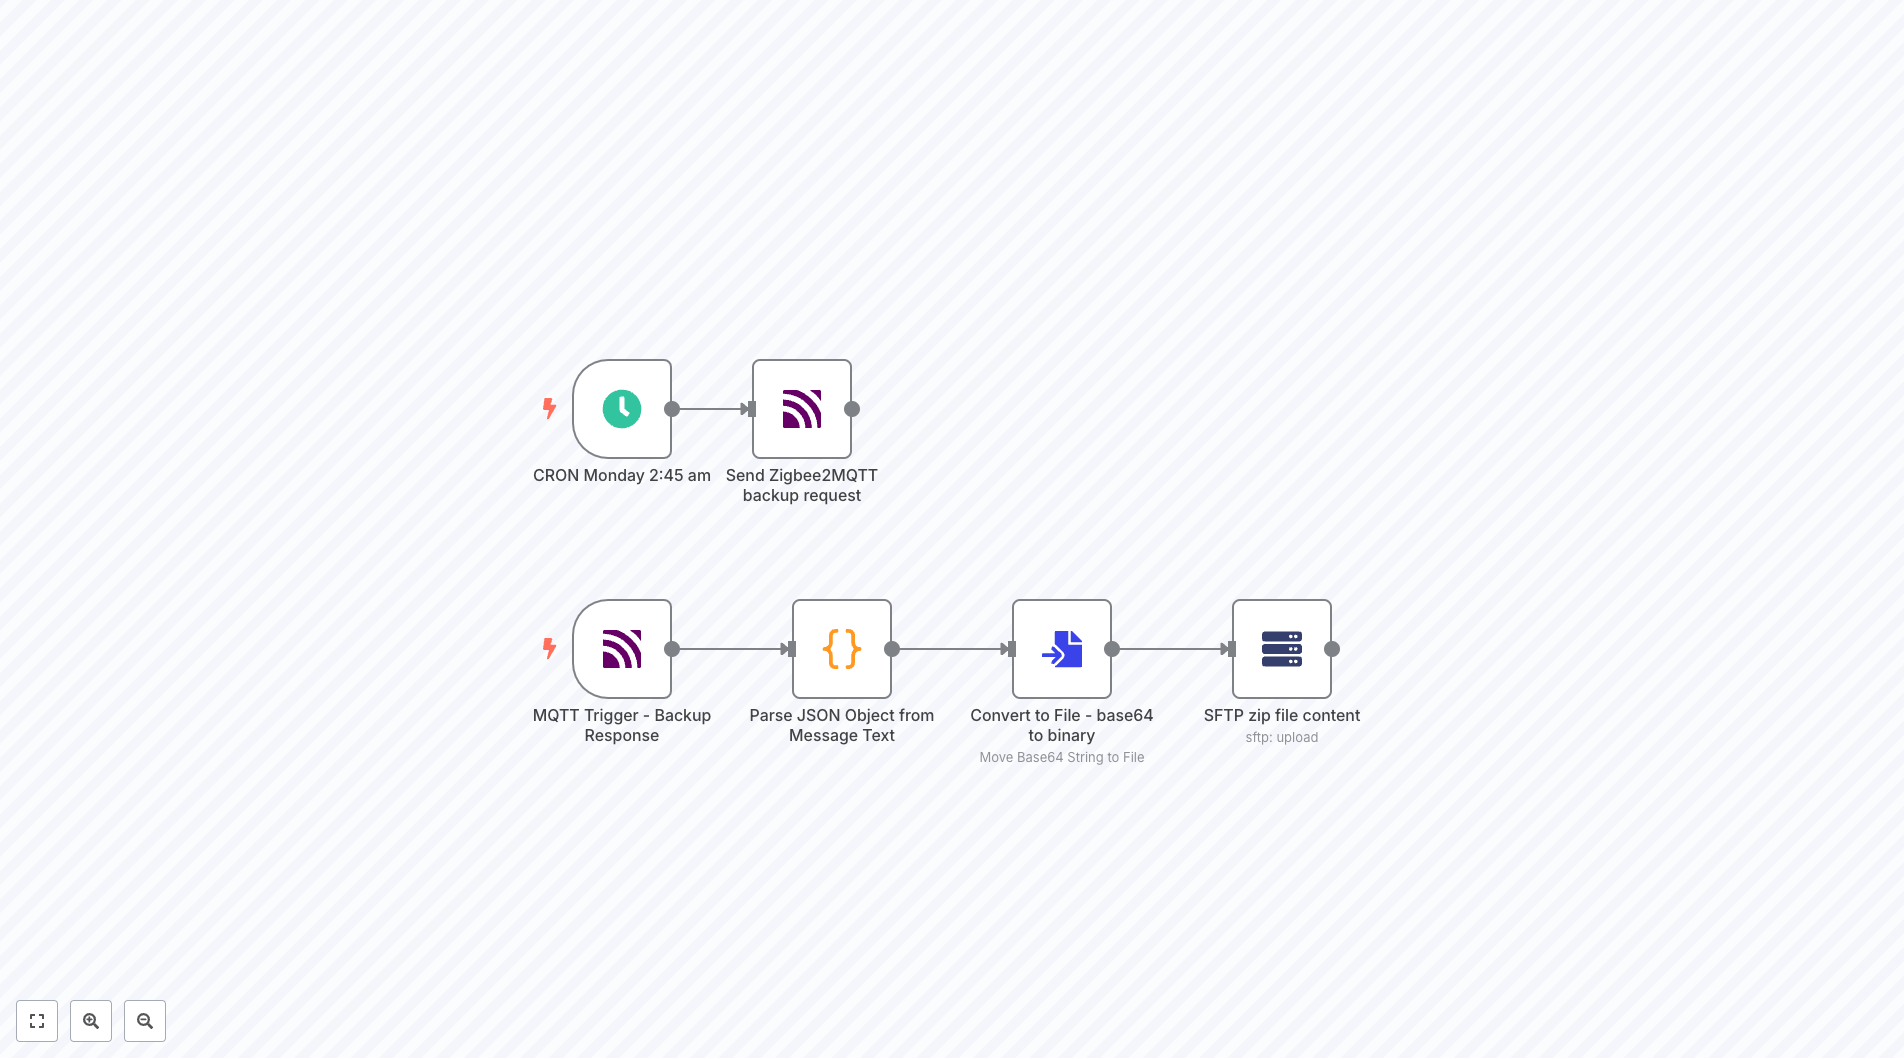 CRON Monday 2:45 am
Send Zigbee2MQTT
backup request
MQTT Trigger - Backup
Response
Parse JSON Object from
Message Text
Convert to File - base64
to binary
Move Base64 String to File
SFTP zip file content
sftp: upload